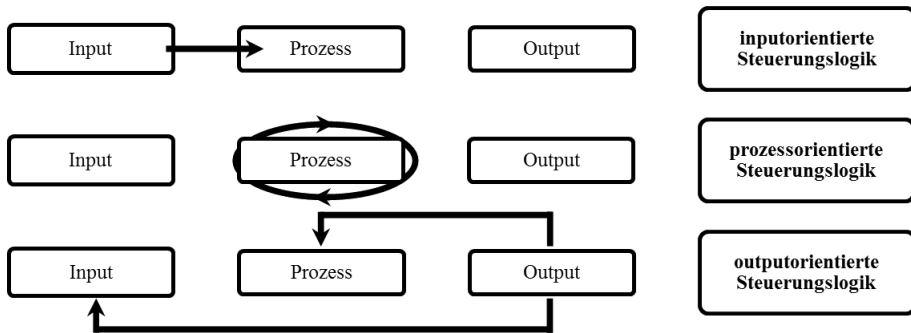 Input
Prozess
Output
inputorientierte
Steuerungslogik
Input
Prozess
Output
prozessorientierte
Steuerungslogik
Input
Prozess
Output
outputorientierte
Steuerungslogik